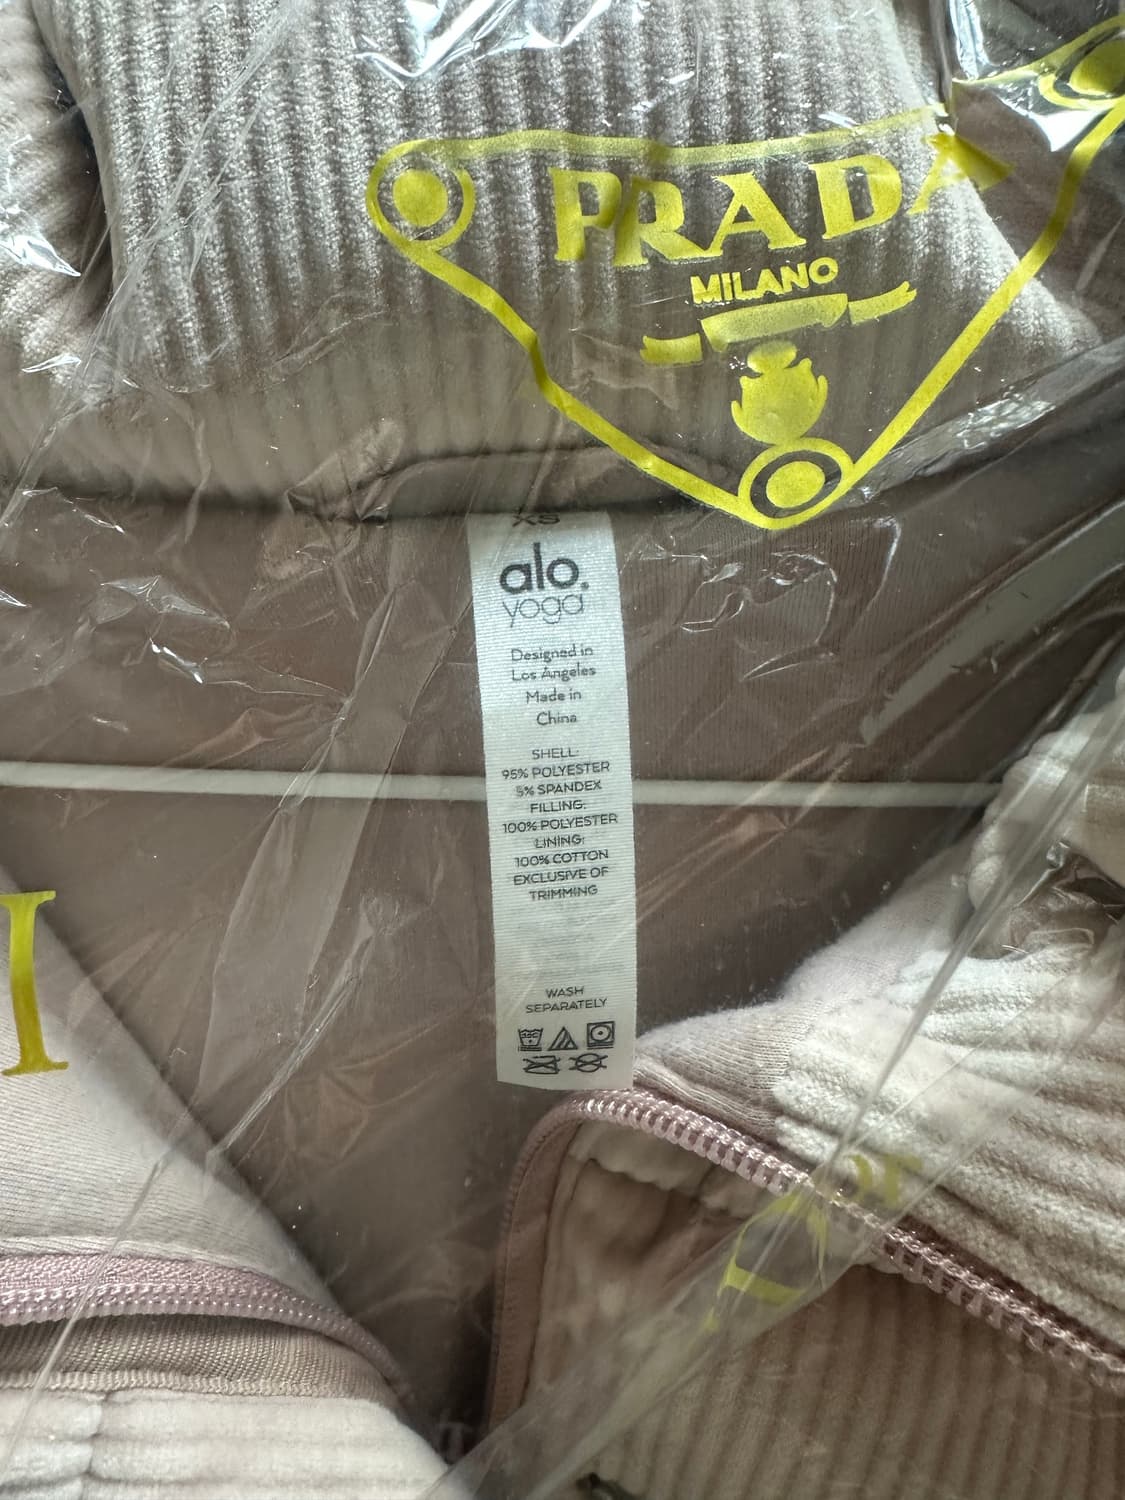 PRADA
MILANO
XS
alo
yoga
Designed in
Los Angeles
Made in
China
SHELL:
95% POLYESTER
5% SPANDEX
FILLING:
100% POLYESTER
LINING:
100% COTTON
EXCLUSIVE OF
TRIMMING
WASH
SEPARATELY
I